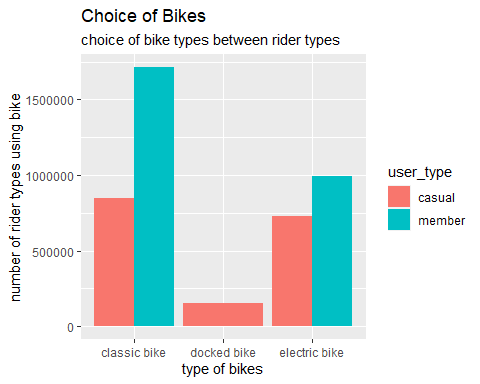 Choice of Bikes
choice of bike types between rider types
number of rider types using bike
1500000
1000000
500000
0
classic bike
docked bike
electric bike
type of bikes
user_type
casual
member